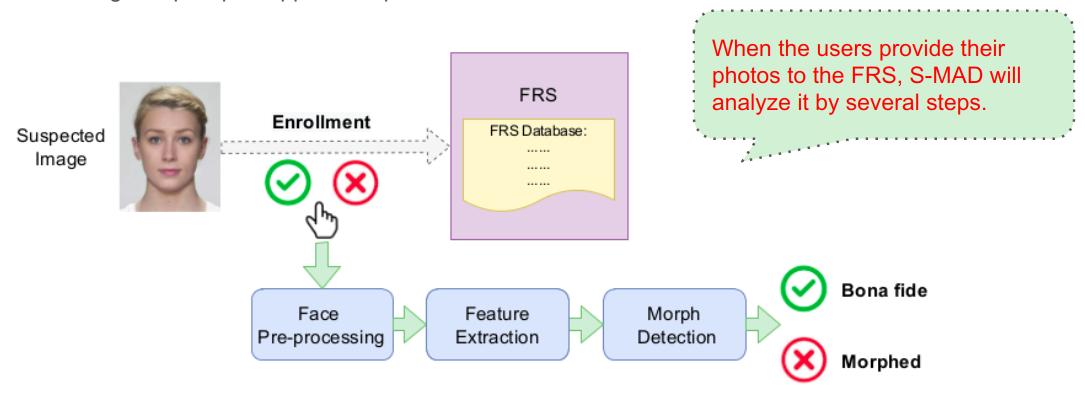 When the users provide their
photos to the FRS, S-MAD will
analyze it by several steps.
Suspected
Image
Enrollment
FRS
FRS Database:
......
......
......
Face
Pre-processing
Feature
Extraction
Morph
Detection
Bona fide
Morphed